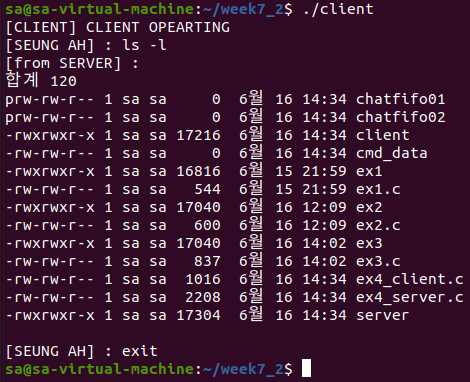 sa@sa-virtual-machine:~/week7_2$ ./client
[CLIENT] CLIENT OPEARTING
[SEUNG AH] : ls -l
[from SERVER] :
합계 120
prw-rw-r-- 1 sa sa     0  6월 16 14:34 chatfifo01
prw-rw-r-- 1 sa sa     0  6월 16 14:34 chatfifo02
-rwxrwxr-x 1 sa sa 17216  6월 16 14:34 client
-rw-rw-r-- 1 sa sa     0  6월 16 14:34 cmd_data
-rwxrwxr-x 1 sa sa 16816  6월 15 21:59 ex1
-rw-rw-r-- 1 sa sa   544  6월 15 21:59 ex1.c
-rwxrwxr-x 1 sa sa 17040  6월 16 12:09 ex2
-rw-rw-r-- 1 sa sa   600  6월 16 12:09 ex2.c
-rwxrwxr-x 1 sa sa 17040  6월 16 14:02 ex3
-rw-rw-r-- 1 sa sa   837  6월 16 14:02 ex3.c
-rw-rw-r-- 1 sa sa  1016  6월 16 14:34 ex4_client.c
-rw-rw-r-- 1 sa sa  2208  6월 16 14:34 ex4_server.c
-rwxrwxr-x 1 sa sa 17304  6월 16 14:34 server
[SEUNG AH] : exit
sa@sa-virtual-machine:~/week7_2$